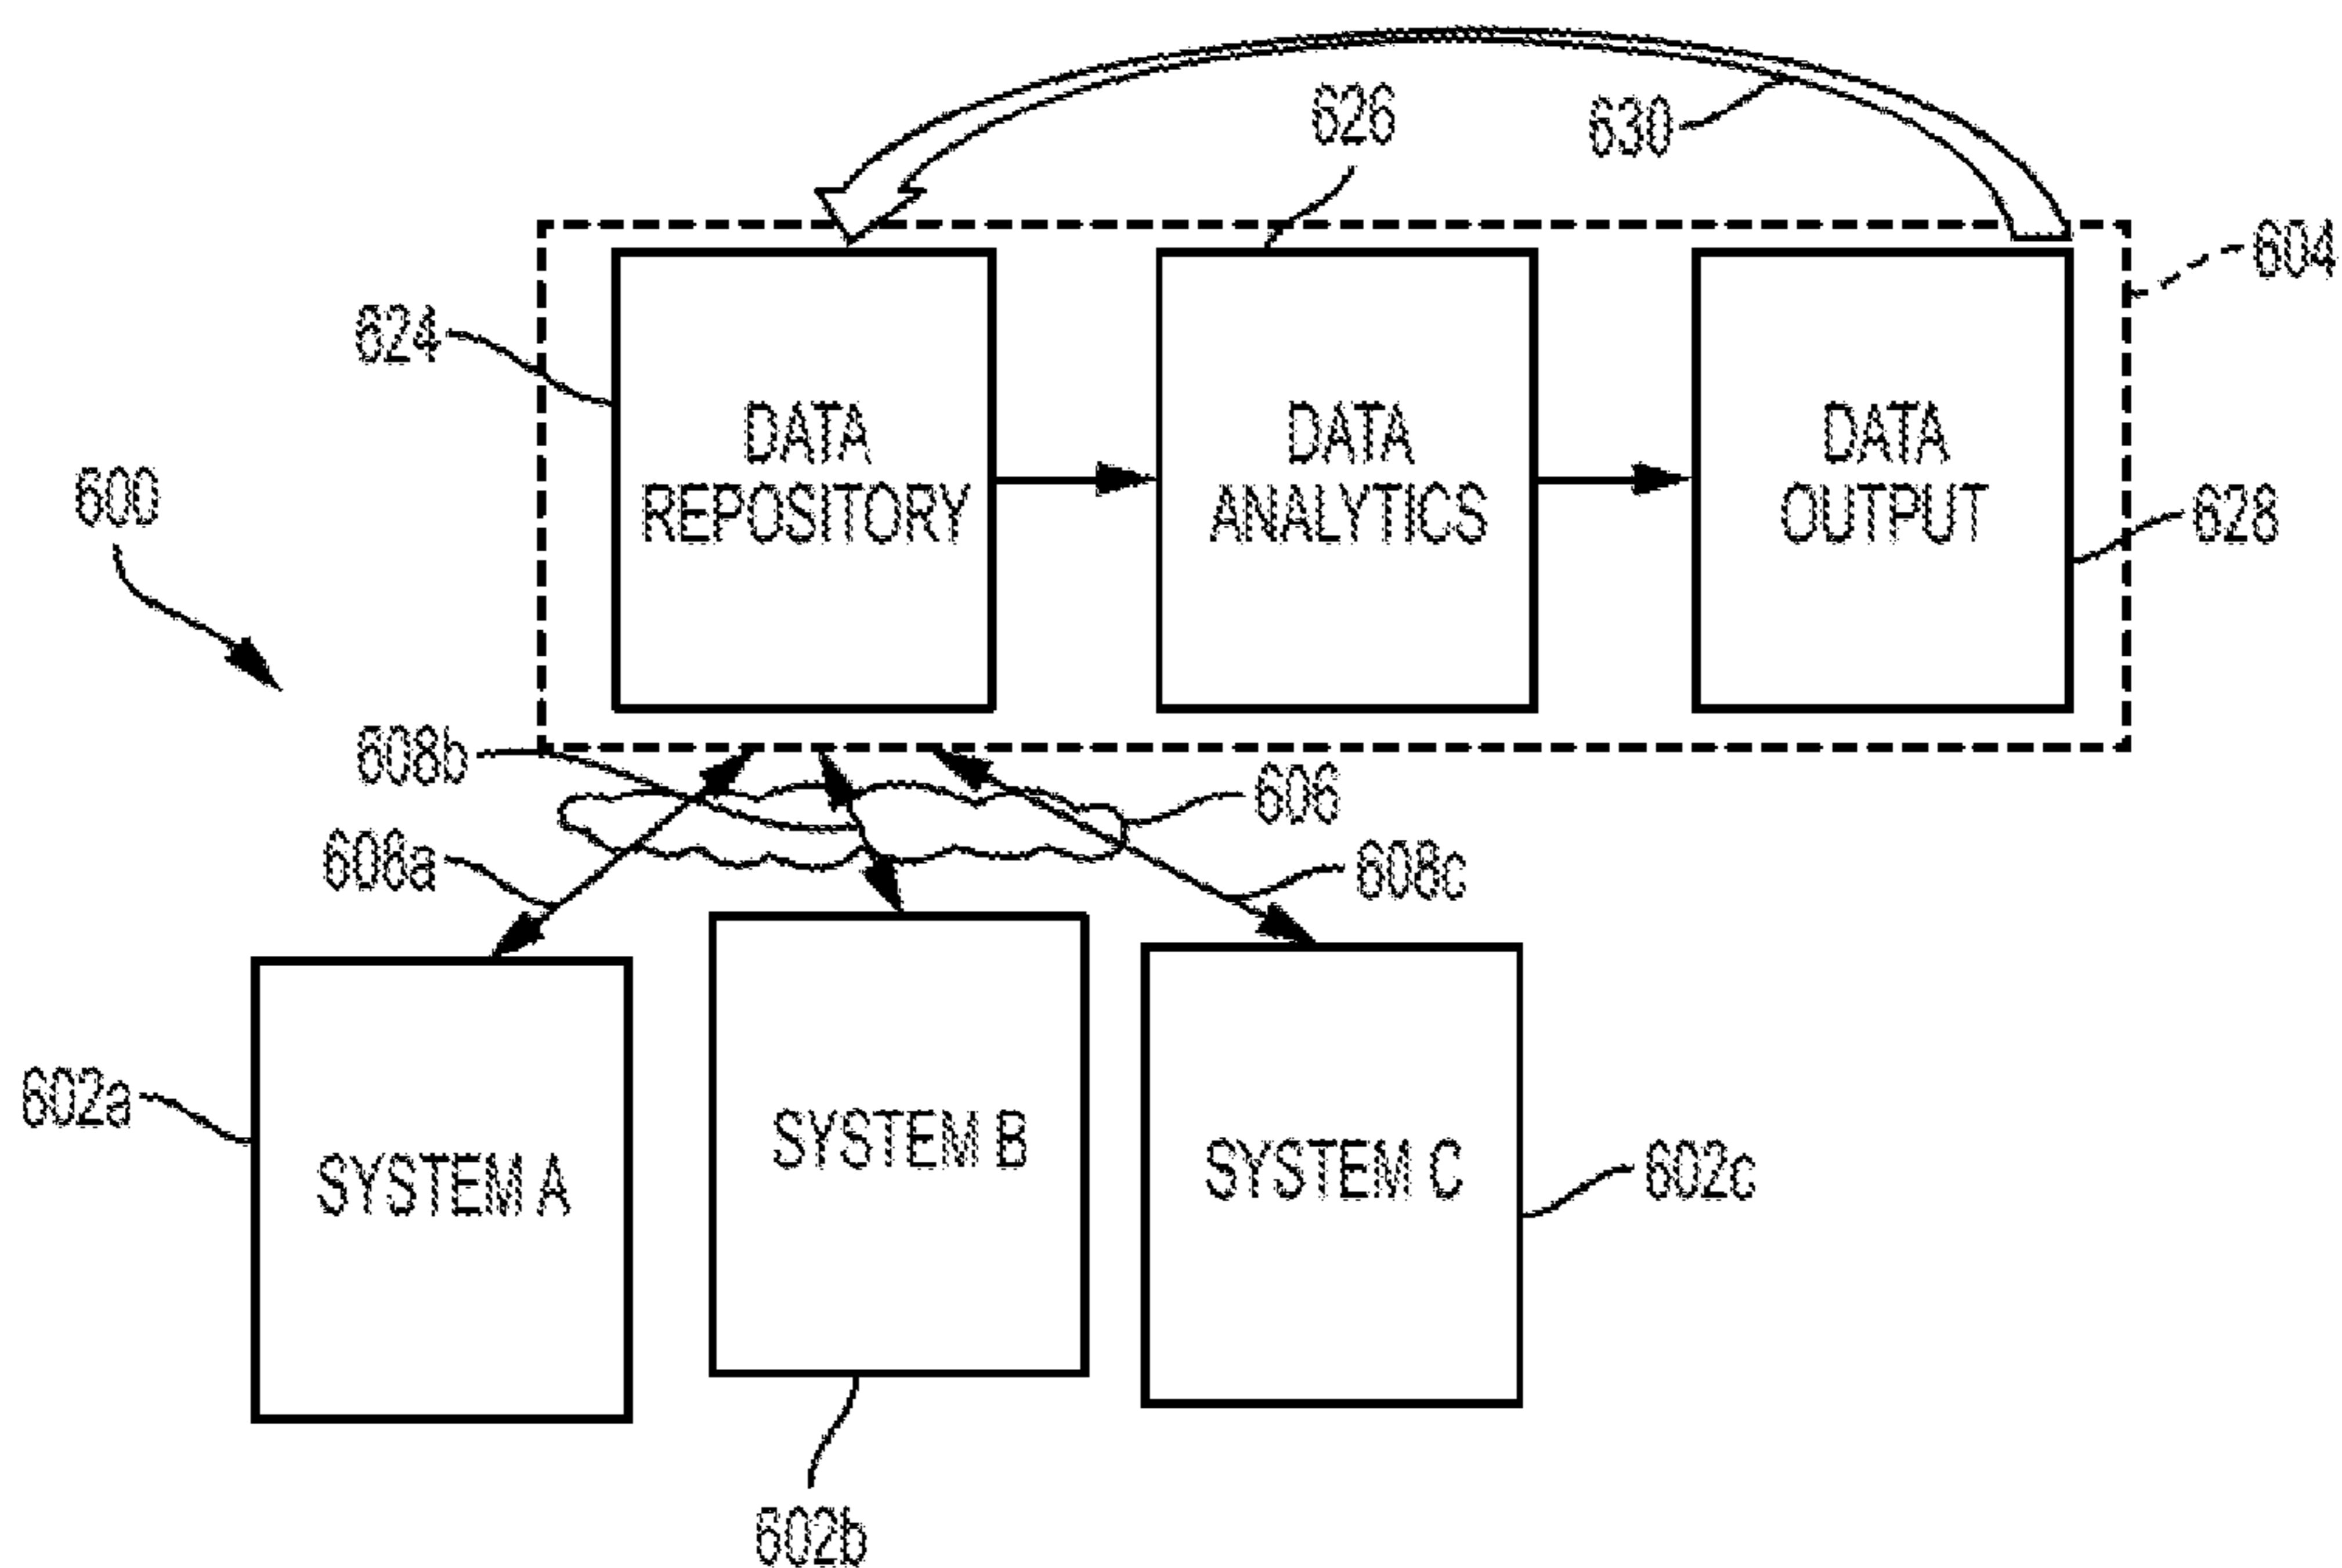 626
630
604
624
DATA
REPOSITORY
DATA
ANALYTICS
DATA
OUTPUT
600
628
608b
606
608a
608c
602a
SYSTEM A
SYSTEM B
SYSTEM C
602c
602b